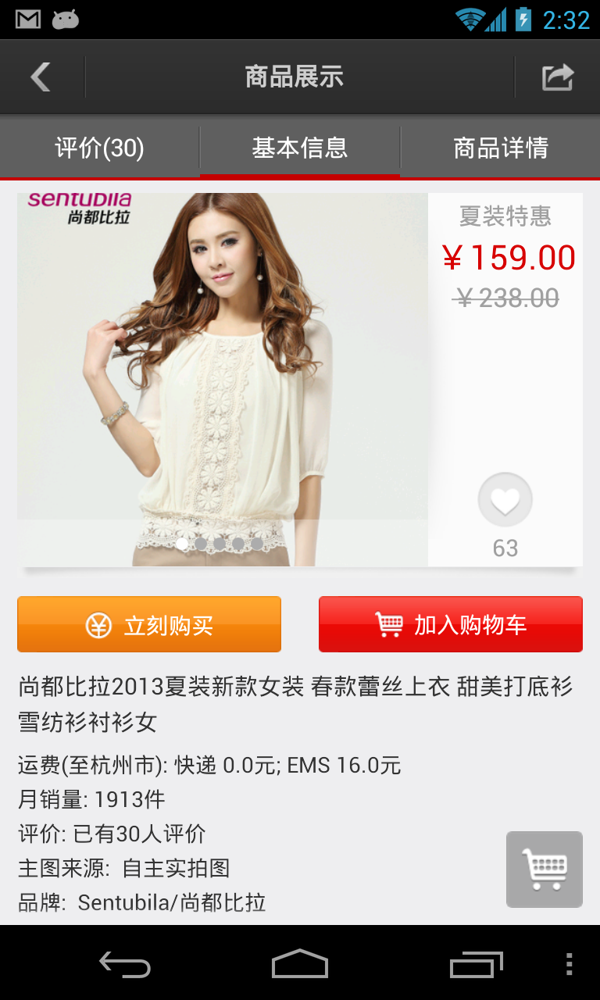 2:32
商品展示
评价(30)
基本信息
商品详情
sentubila
尚都比拉
夏装特惠
¥159.00
¥238.00
63
立刻购买
加入购物车
尚都比拉2013夏装新款女装 春款蕾丝上衣 甜美打底衫
雪纺衫衬衫女
运费(至杭州市): 快递 0.0元; EMS 16.0元
月销量: 1913件
评价: 已有30人评价
主图来源: 自主实拍图
品牌: Sentubila/尚都比拉